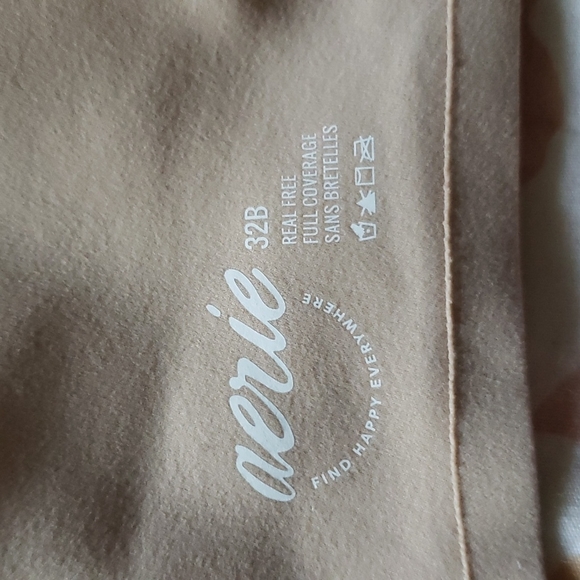 aerie
FIND HAPPY EVERYWHERE
32B
REAL FREE
FULL COVERAGE
SANS BRETELLES